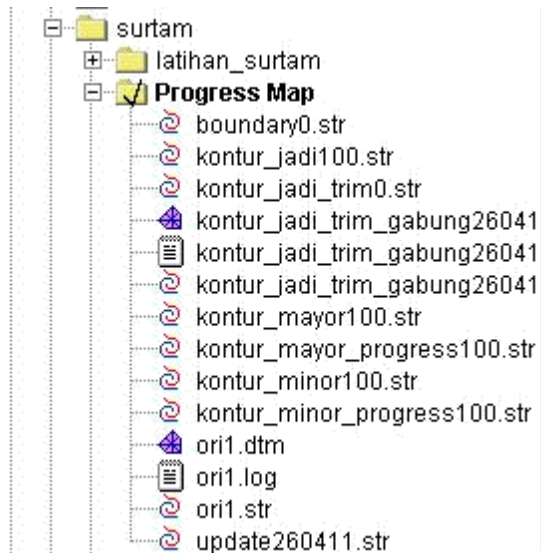 surtam
latihan_surtam
Progress Map
boundary0.str
kontur_jadi100.str
kontur_jadi_trim0.str
kontur_jadi_trim_gabung26041
kontur_jadi_trim_gabung26041
kontur_jadi_trim_gabung26041
kontur_mayor100.str
kontur_mayor_progress100.str
kontur_minor100.str
kontur_minor_progress100.str
ori1.dtm
ori1.log
ori1.str
update260411.str